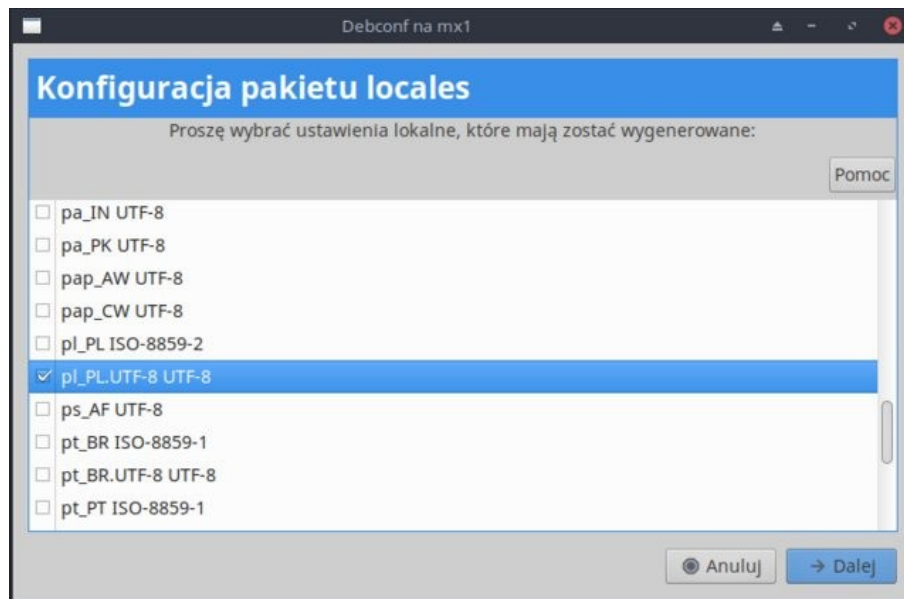 Debconf na mx1
Konfiguracja pakietu locales
Proszę wybrać ustawienia lokalne, które mają zostać wygenerowane:
Pomoc
pa_IN UTF-8
pa_PK UTF-8
pap_AW UTF-8
pap_CW UTF-8
pl_PL ISO-8859-2
pl_PL.UTF-8 UTF-8
ps_AF UTF-8
pt_BR ISO-8859-1
pt_BR.UTF-8 UTF-8
pt_PT ISO-8859-1
Anuluj
Dalej